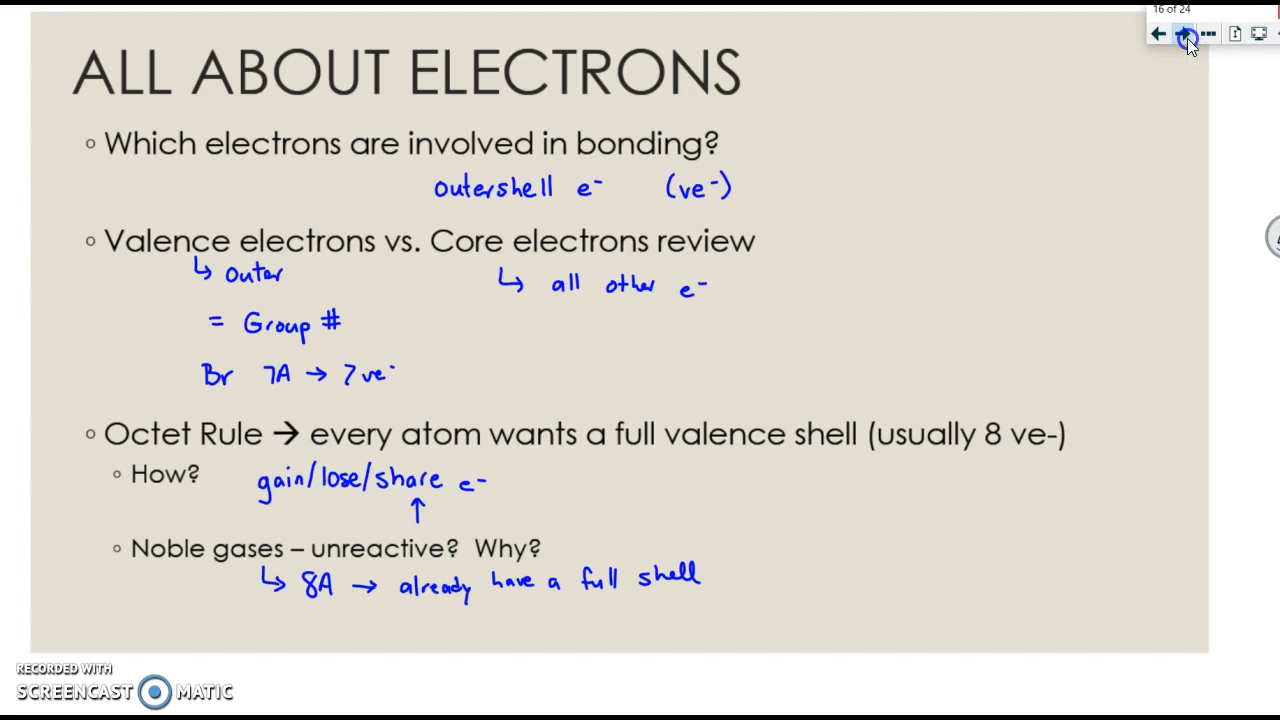 16 of 24
ALL ABOUT ELECTRONS
◦ Which electrons are involved in bonding?
outershell e⁻ (ve⁻)
◦ Valence electrons vs. Core electrons review
↳ outer ↳ all other e⁻
= Group #
Br 7A → 7 ve⁻
◦ Octet Rule → every atom wants a full valence shell (usually 8 ve-)
◦ How? gain/lose/share e⁻
↑
◦ Noble gases – unreactive? Why?
↳ 8A → already have a full shell
RECORDED WITH
SCREENCAST MATIC